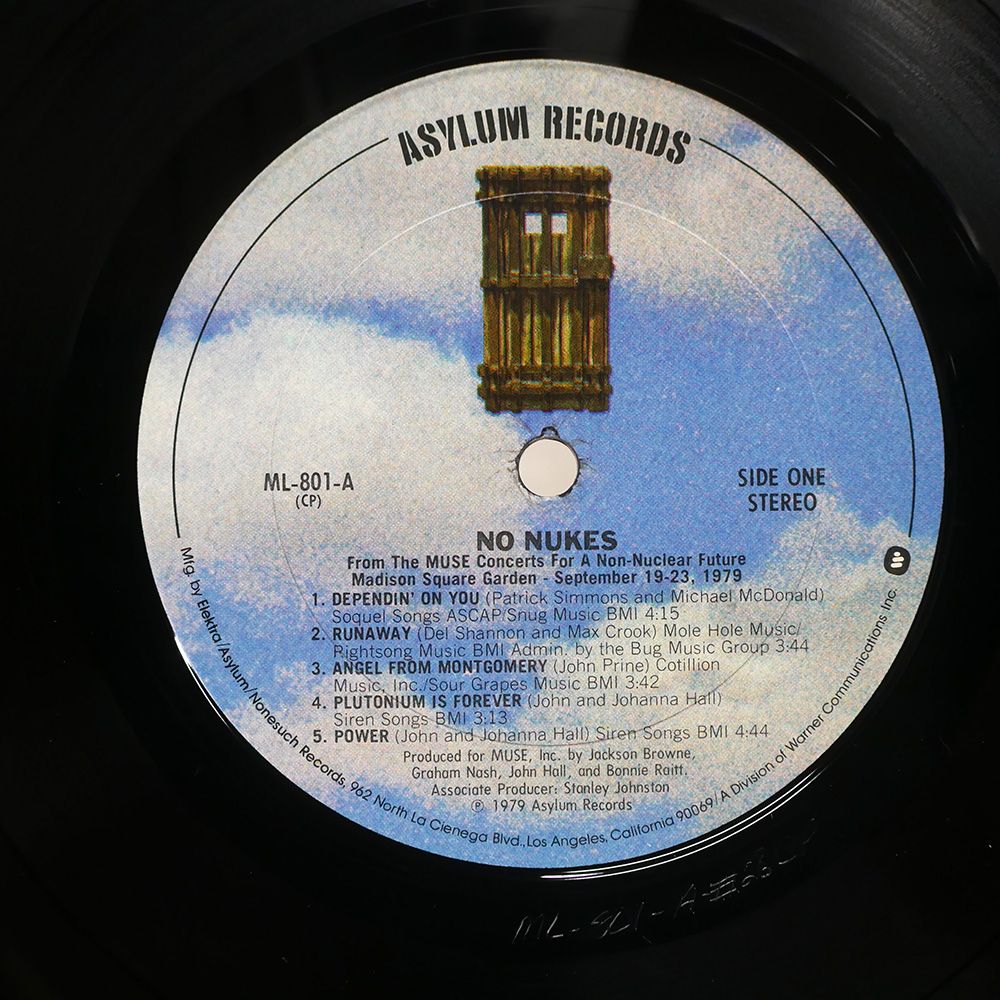 ASYLUM RECORDS
ML-801-A
(CP)
SIDE ONE
STEREO
NO NUKES
From The MUSE Concerts For A Non-Nuclear Future
Madison Square Garden - September 19-23, 1979
1. DEPENDIN' ON YOU (Patrick Simmons and Michael McDonald)
Soquel Songs ASCAP/Snug Music BMI 4:15
2. RUNAWAY (Del Shannon and Max Crook) Mole Hole Music/
Rightsong Music BMI Admin. by the Bug Music Group 3:44
3. ANGEL FROM MONTGOMERY (John Prine) Cotillion
Music, Inc./Sour Grapes Music BMI 3:42
4. PLUTONIUM IS FOREVER (John and Johanna Hall)
Siren Songs BMI 3:13
5. POWER (John and Johanna Hall) Siren Songs BMI 4:44
Produced for MUSE, Inc. by Jackson Browne,
Graham Nash, John Hall, and Bonnie Raitt.
Associate Producer: Stanley Johnston
℗ 1979 Asylum Records
Mfg. by Elektra/Asylum/Nonesuch Records, 962 North La Cienega Blvd., Los Angeles, California 90069/A Division of Warner Communications Inc.